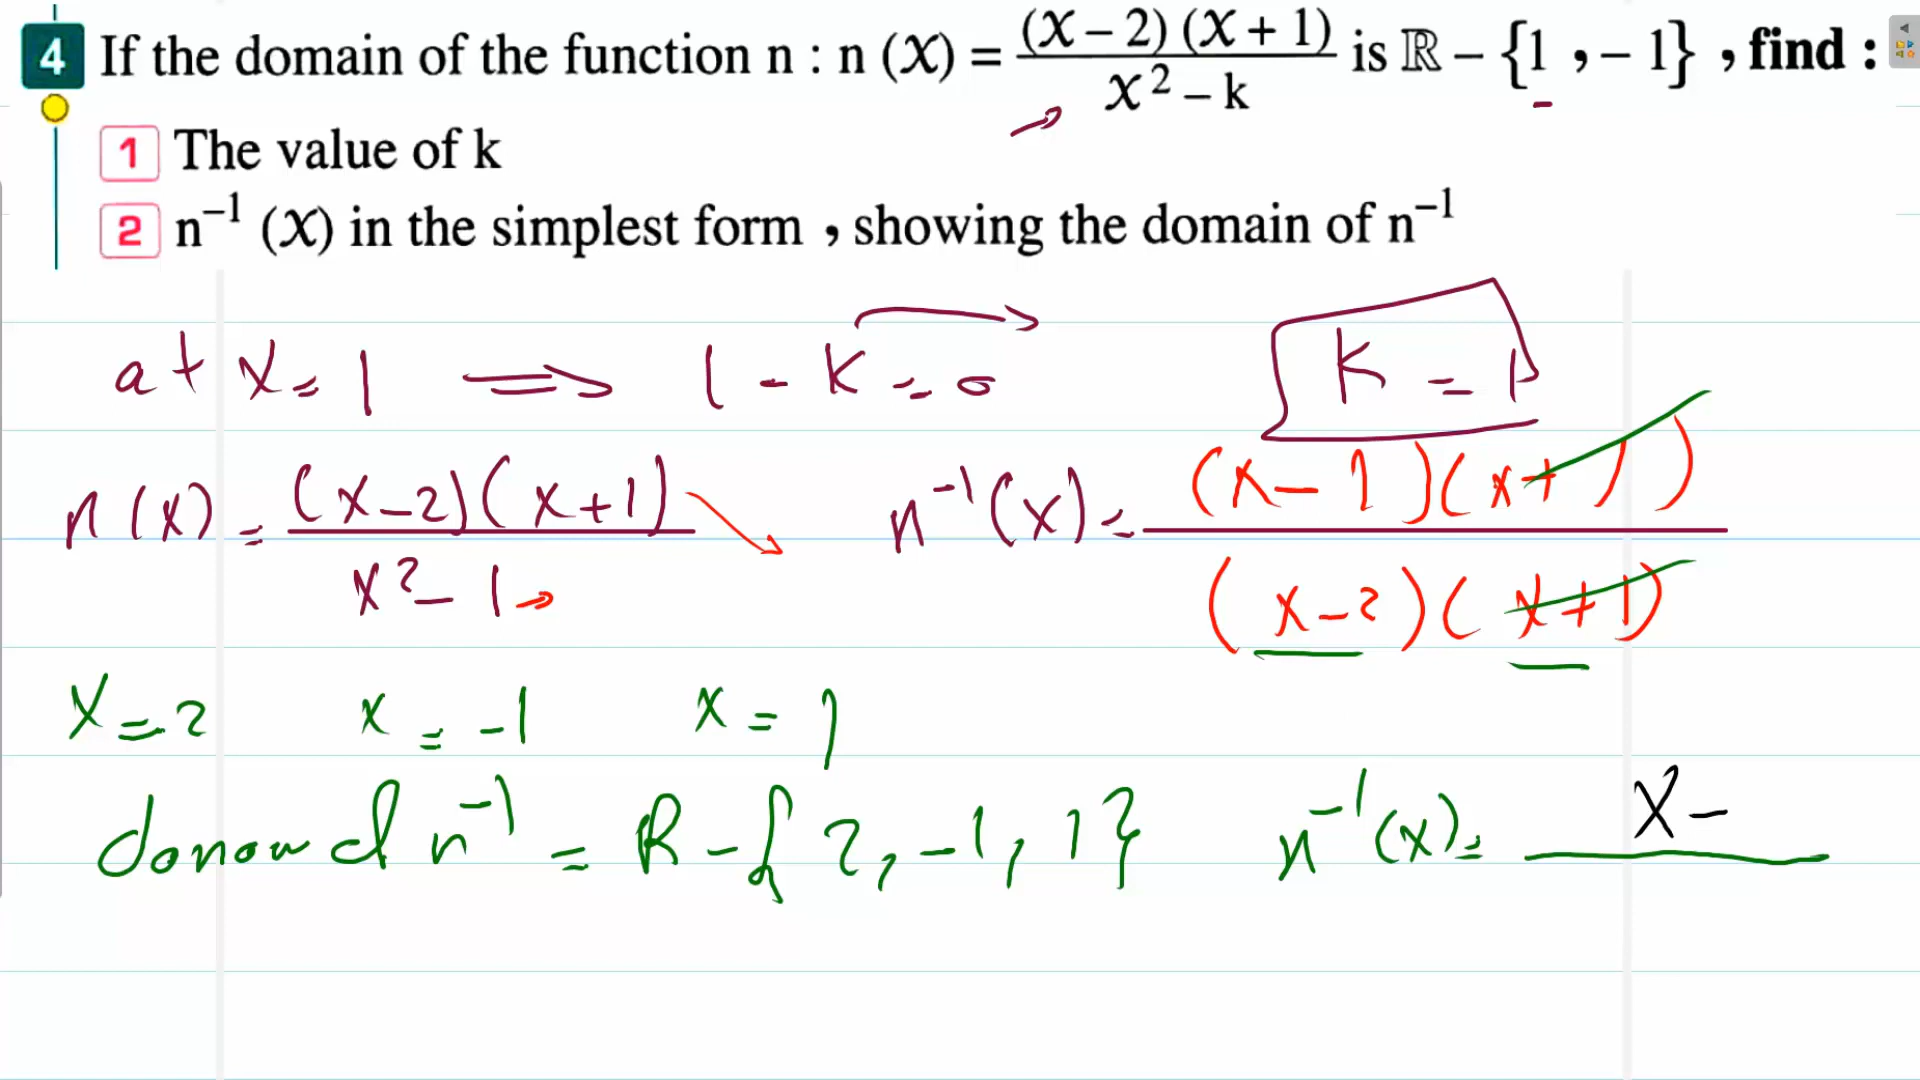 4 If the domain of the function n : n (X) = (X – 2) (X + 1) / X² – k is ℝ – {1 , – 1} , find :
1 The value of k
2 n⁻¹ (X) in the simplest form , showing the domain of n⁻¹
at x = 1 ⟹ 1 - K = 0 K = 1
n(x) = (x-2)(x+1) / x² - 1 → n⁻¹(x) = (x-1)(x+1) / (x-2)(x+1)
x = 2 x = -1 x = 1
n⁻¹ = R - {2, -1, 1} n⁻¹(x) = x -